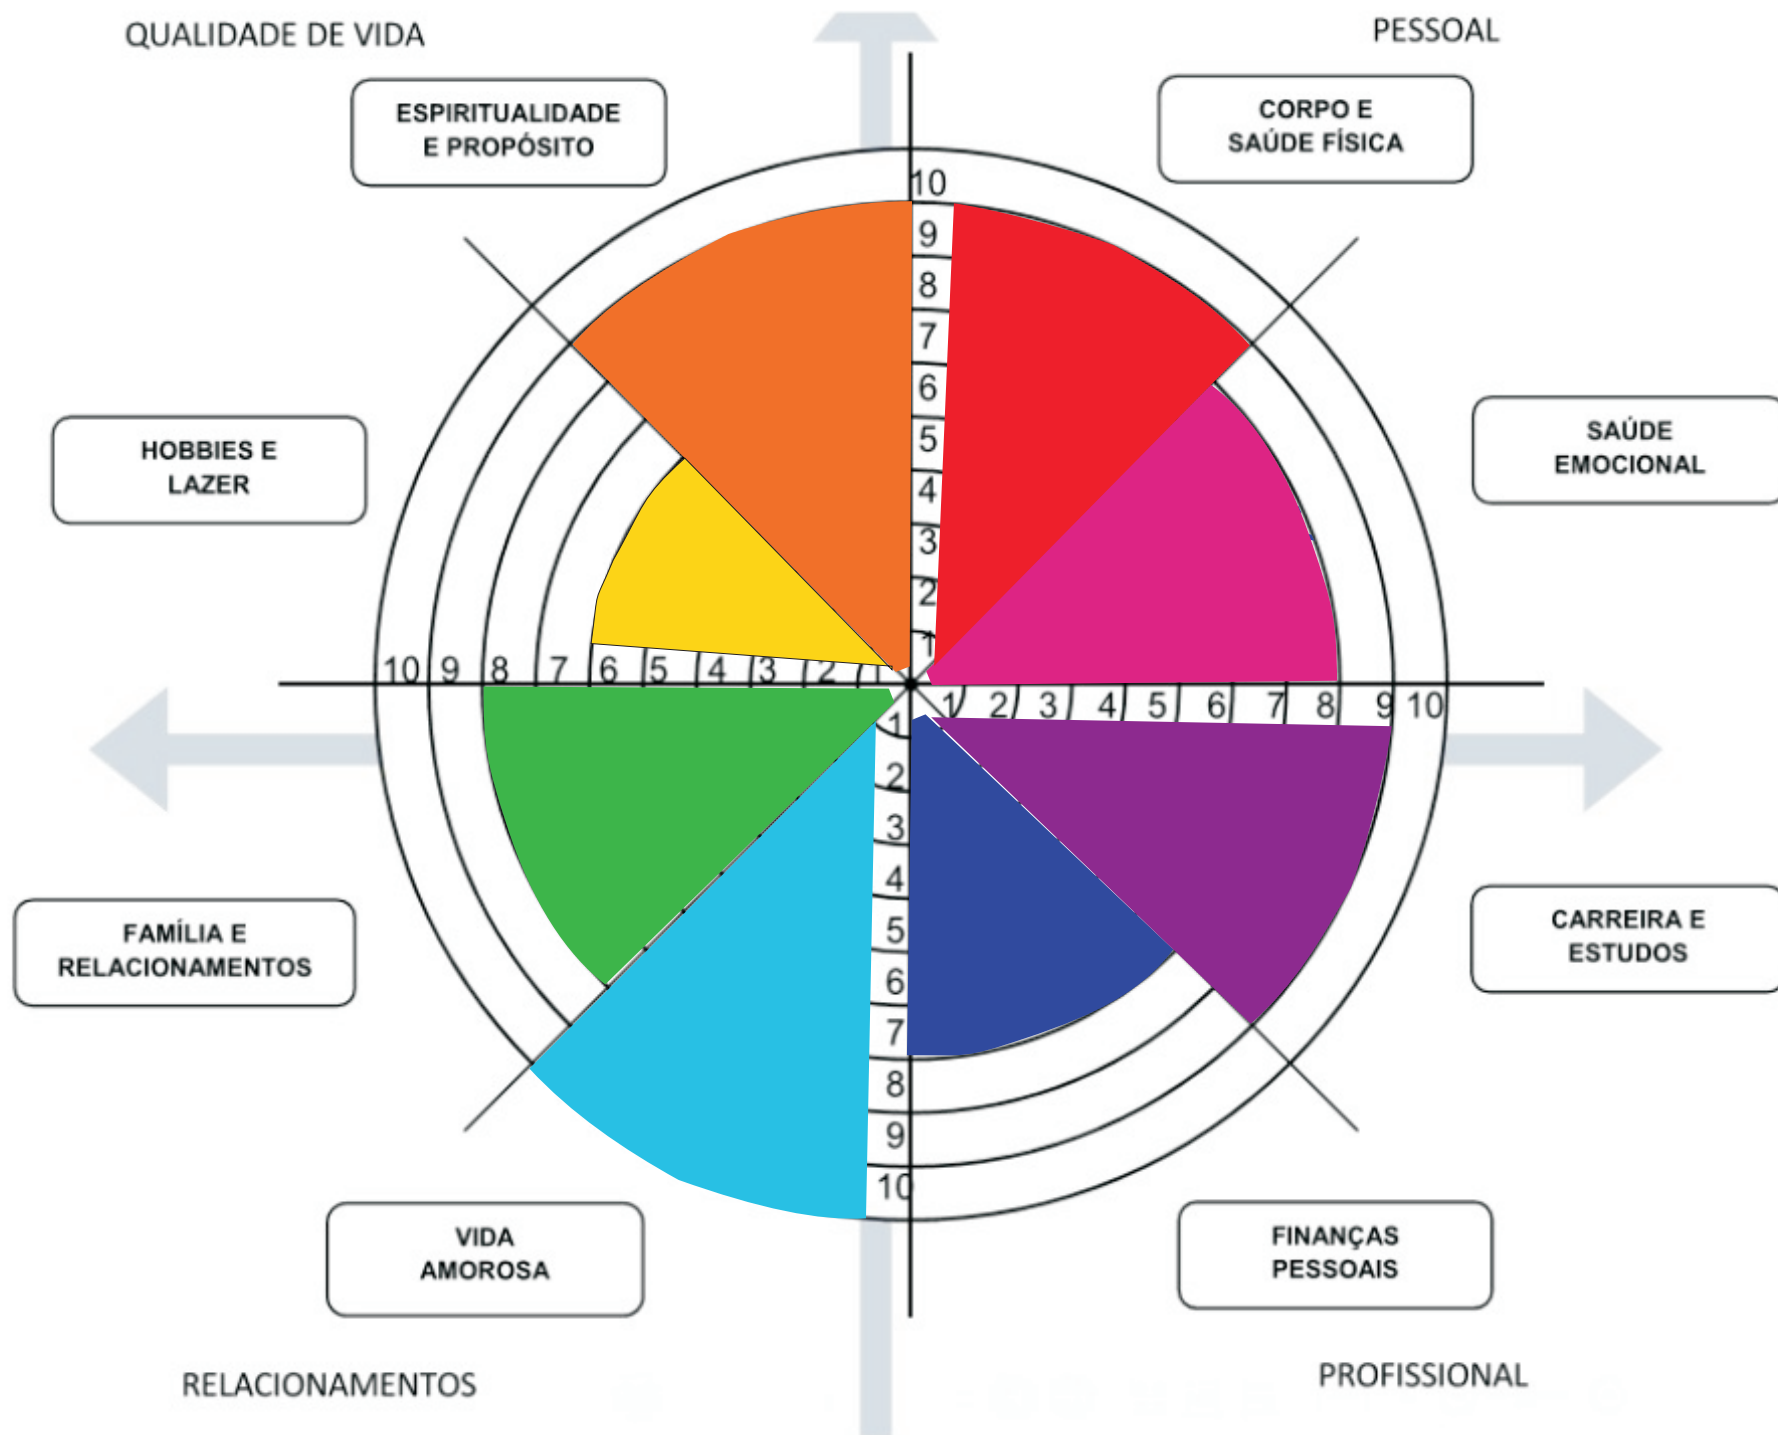 QUALIDADE DE VIDA
PESSOAL
ESPIRITUALIDADE
E PROPÓSITO
CORPO E
SAÚDE FÍSICA
10
9
8
7
6
5
4
3
2
1
HOBBIES E
LAZER
SAÚDE
EMOCIONAL
10 9 8 7 6 5 4 3 2 1
1 2 3 4 5 6 7 8 9 10
1
2
3
4
5
6
7
8
9
10
FAMÍLIA E
RELACIONAMENTOS
CARREIRA E
ESTUDOS
VIDA
AMOROSA
FINANÇAS
PESSOAIS
RELACIONAMENTOS
PROFISSIONAL